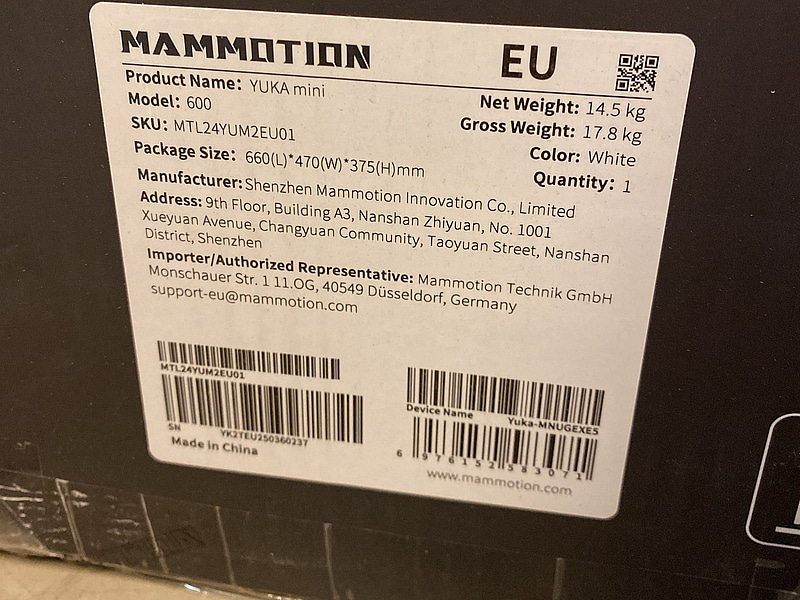 MAMMOTION
EU
Product Name: YUKA mini
Model: 600
SKU: MTL24YUM2EU01
Package Size: 660(L)*470(W)*375(H)mm
Net Weight: 14.5 kg
Gross Weight: 17.8 kg
Color: White
Quantity: 1
Manufacturer: Shenzhen Mammotion Innovation Co., Limited
Address: 9th Floor, Building A3, Nanshan Zhiyuan, No. 1001
Xueyuan Avenue, Changyuan Community, Taoyuan Street, Nanshan
District, Shenzhen
Importer/Authorized Representative: Mammotion Technik GmbH
Monschauer Str. 1 11.OG, 40549 Düsseldorf, Germany
support-eu@mammotion.com
MTL24YUM2EU01
SN YK2TEU250360237
Made in China
Device Name Yuka-MNUGEXE5
6 976152 583071
www.mammotion.com